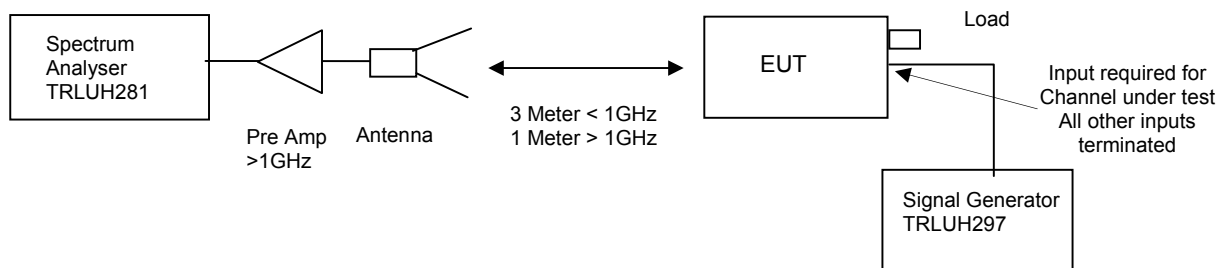 Spectrum
Analyser
TRLUH281
Pre Amp
>1GHz
Antenna
3 Meter < 1GHz
1 Meter > 1GHz
EUT
Load
Input required for
Channel under test
All other inputs
terminated
Signal Generator
TRLUH297